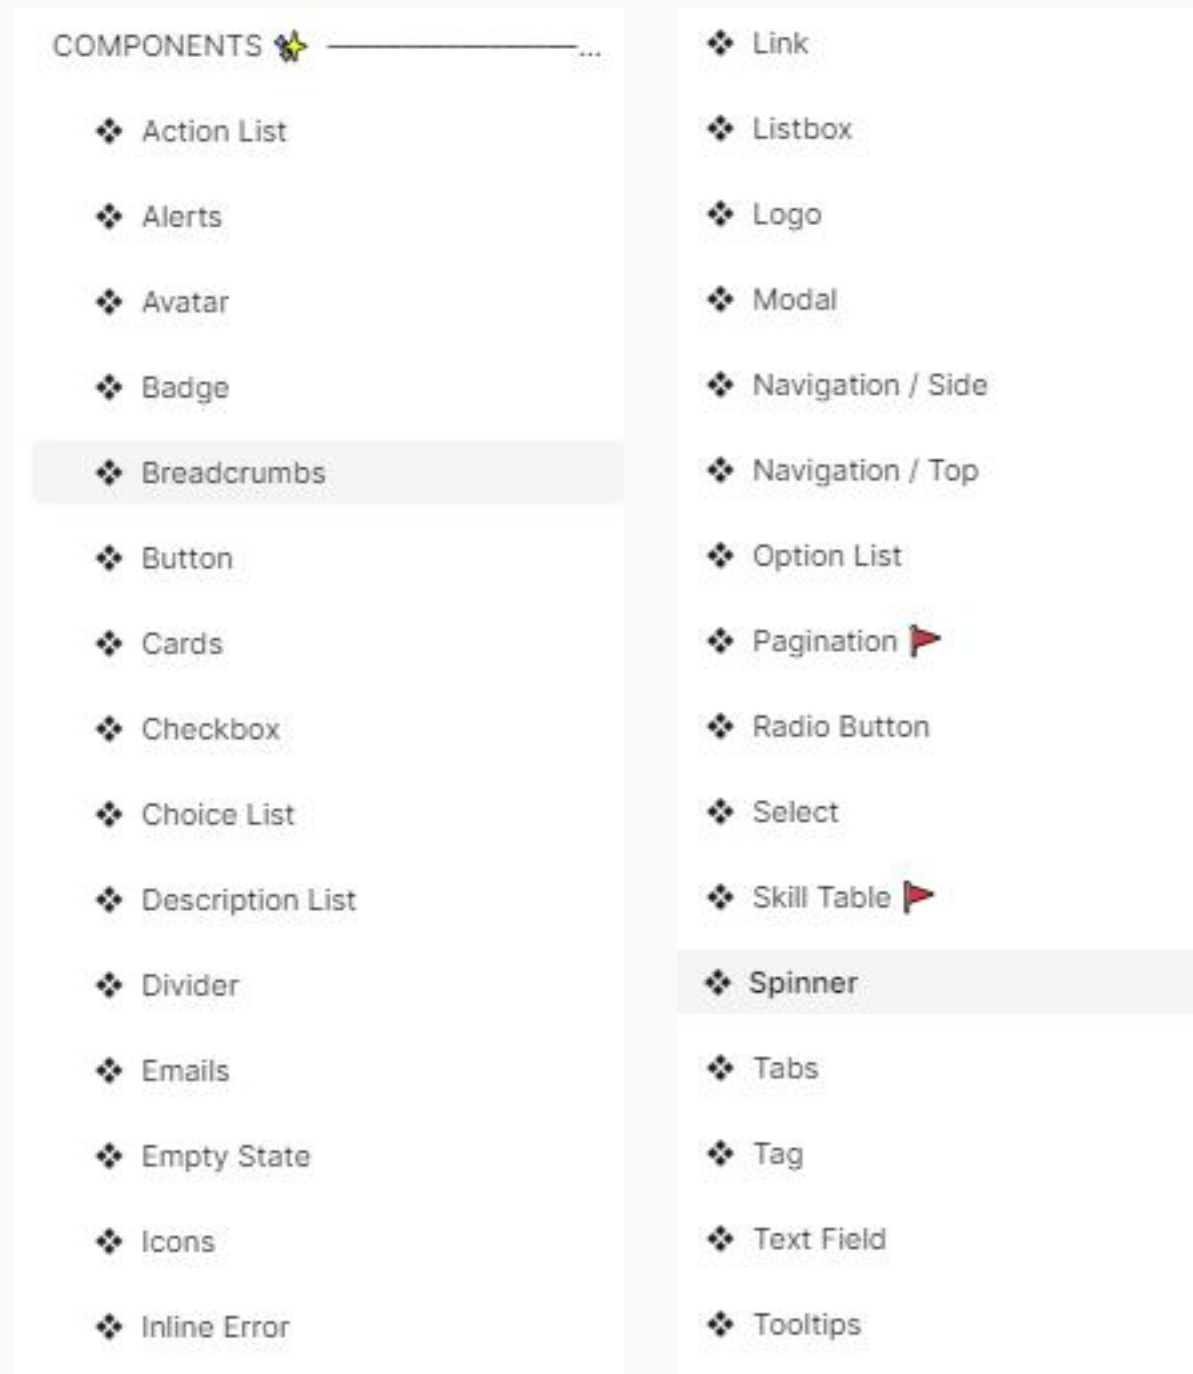 COMPONENTS ✨ ——————————...
❖ Action List
❖ Alerts
❖ Avatar
❖ Badge
❖ Breadcrumbs
❖ Button
❖ Cards
❖ Checkbox
❖ Choice List
❖ Description List
❖ Divider
❖ Emails
❖ Empty State
❖ Icons
❖ Inline Error
❖ Link
❖ Listbox
❖ Logo
❖ Modal
❖ Navigation / Side
❖ Navigation / Top
❖ Option List
❖ Pagination 🚩
❖ Radio Button
❖ Select
❖ Skill Table 🚩
❖ Spinner
❖ Tabs
❖ Tag
❖ Text Field
❖ Tooltips